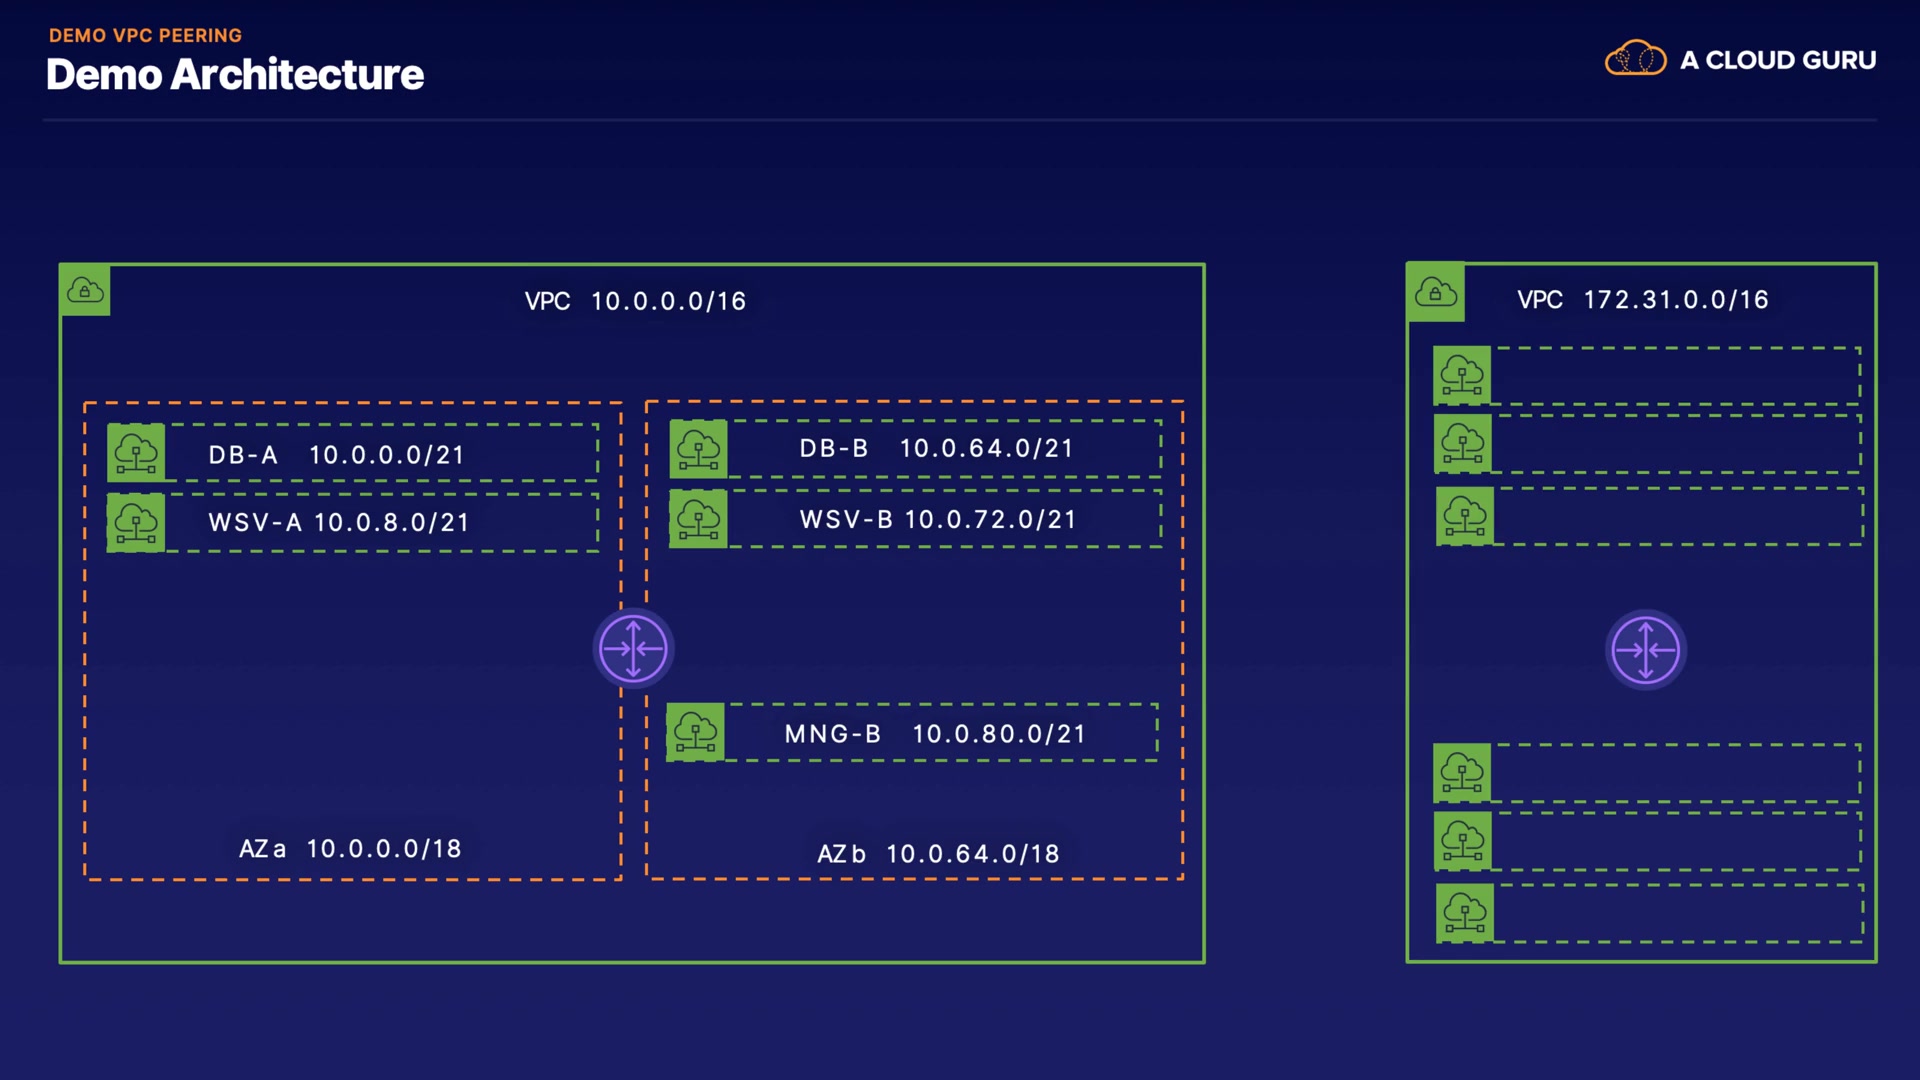 DEMO VPC PEERING
Demo Architecture
A CLOUD GURU
VPC 10.0.0.0/16
DB-A 10.0.0.0/21
WSV-A 10.0.8.0/21
AZa 10.0.0.0/18
DB-B 10.0.64.0/21
WSV-B 10.0.72.0/21
MNG-B 10.0.80.0/21
AZb 10.0.64.0/18
VPC 172.31.0.0/16